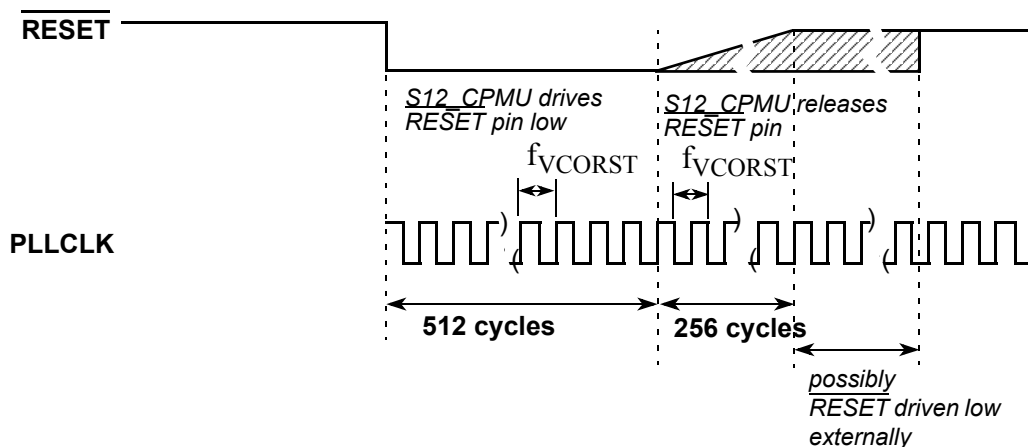 RESET
S12_CPMU drives
RESET pin low
S12_CPMU releases
RESET pin
fVCORST
fVCORST
PLLCLK
) ( ) ( ) (
512 cycles
256 cycles
possibly
RESET driven low
externally